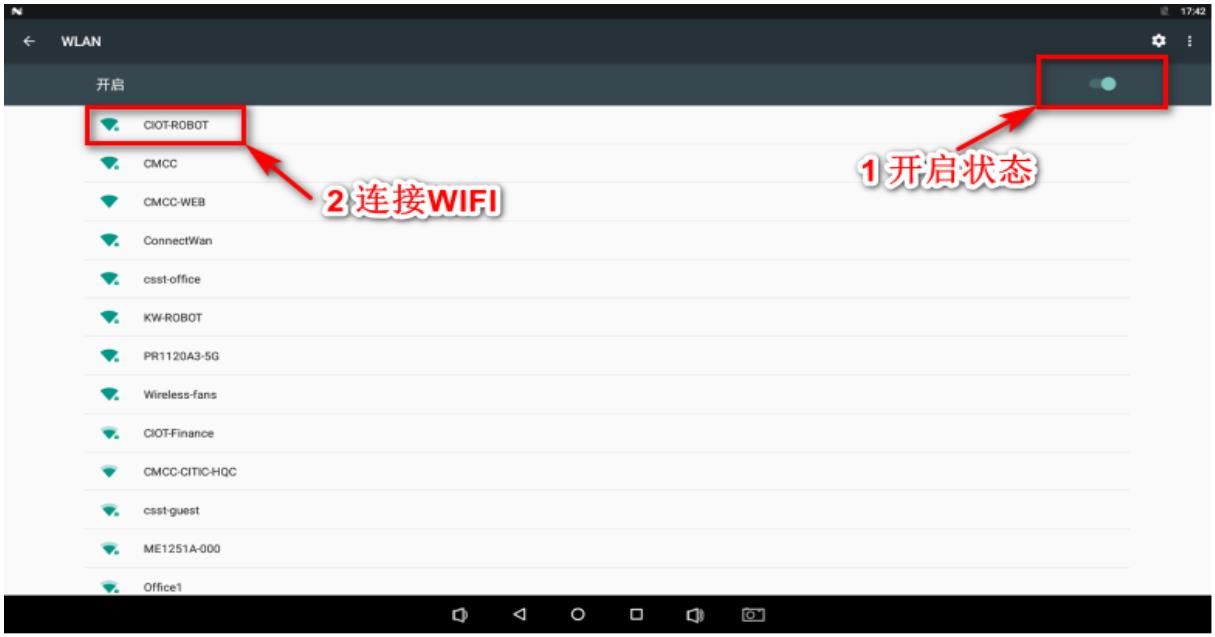 17:42
WLAN
开启
CIOT-ROBOT
1 开启状态
CMCC
2 连接WIFI
CMCC-WEB
ConnectWan
csst-office
KW-ROBOT
PR1120A3-5G
Wireless-fans
CIOT-Finance
CMCC-CITIC-HQC
csst-guest
ME1251A-000
Office1